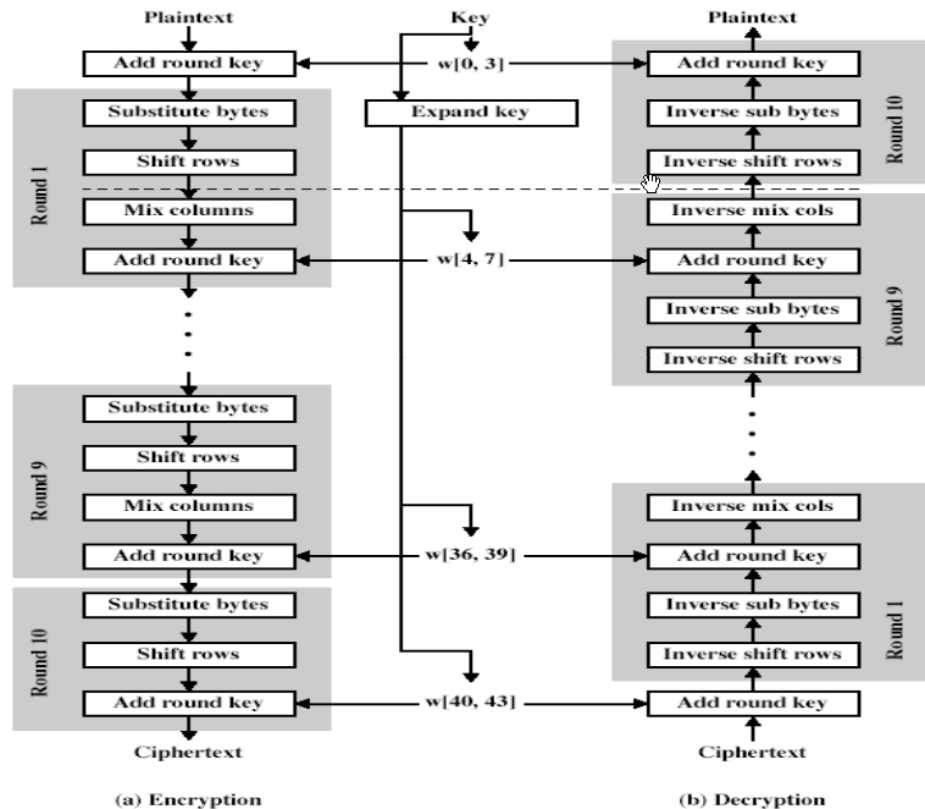 Plaintext
Add round key
Substitute bytes
Shift rows
Mix columns
Add round key
Round 1
Substitute bytes
Shift rows
Mix columns
Add round key
Round 9
Substitute bytes
Shift rows
Add round key
Round 10
Ciphertext
(a) Encryption
Key
w[0, 3]
Expand key
w[4, 7]
w[36, 39]
w[40, 43]
Plaintext
Add round key
Inverse sub bytes
Inverse shift rows
Round 10
Inverse mix cols
Add round key
Inverse sub bytes
Inverse shift rows
Round 9
Inverse mix cols
Add round key
Inverse sub bytes
Inverse shift rows
Round 1
Add round key
Ciphertext
(b) Decryption